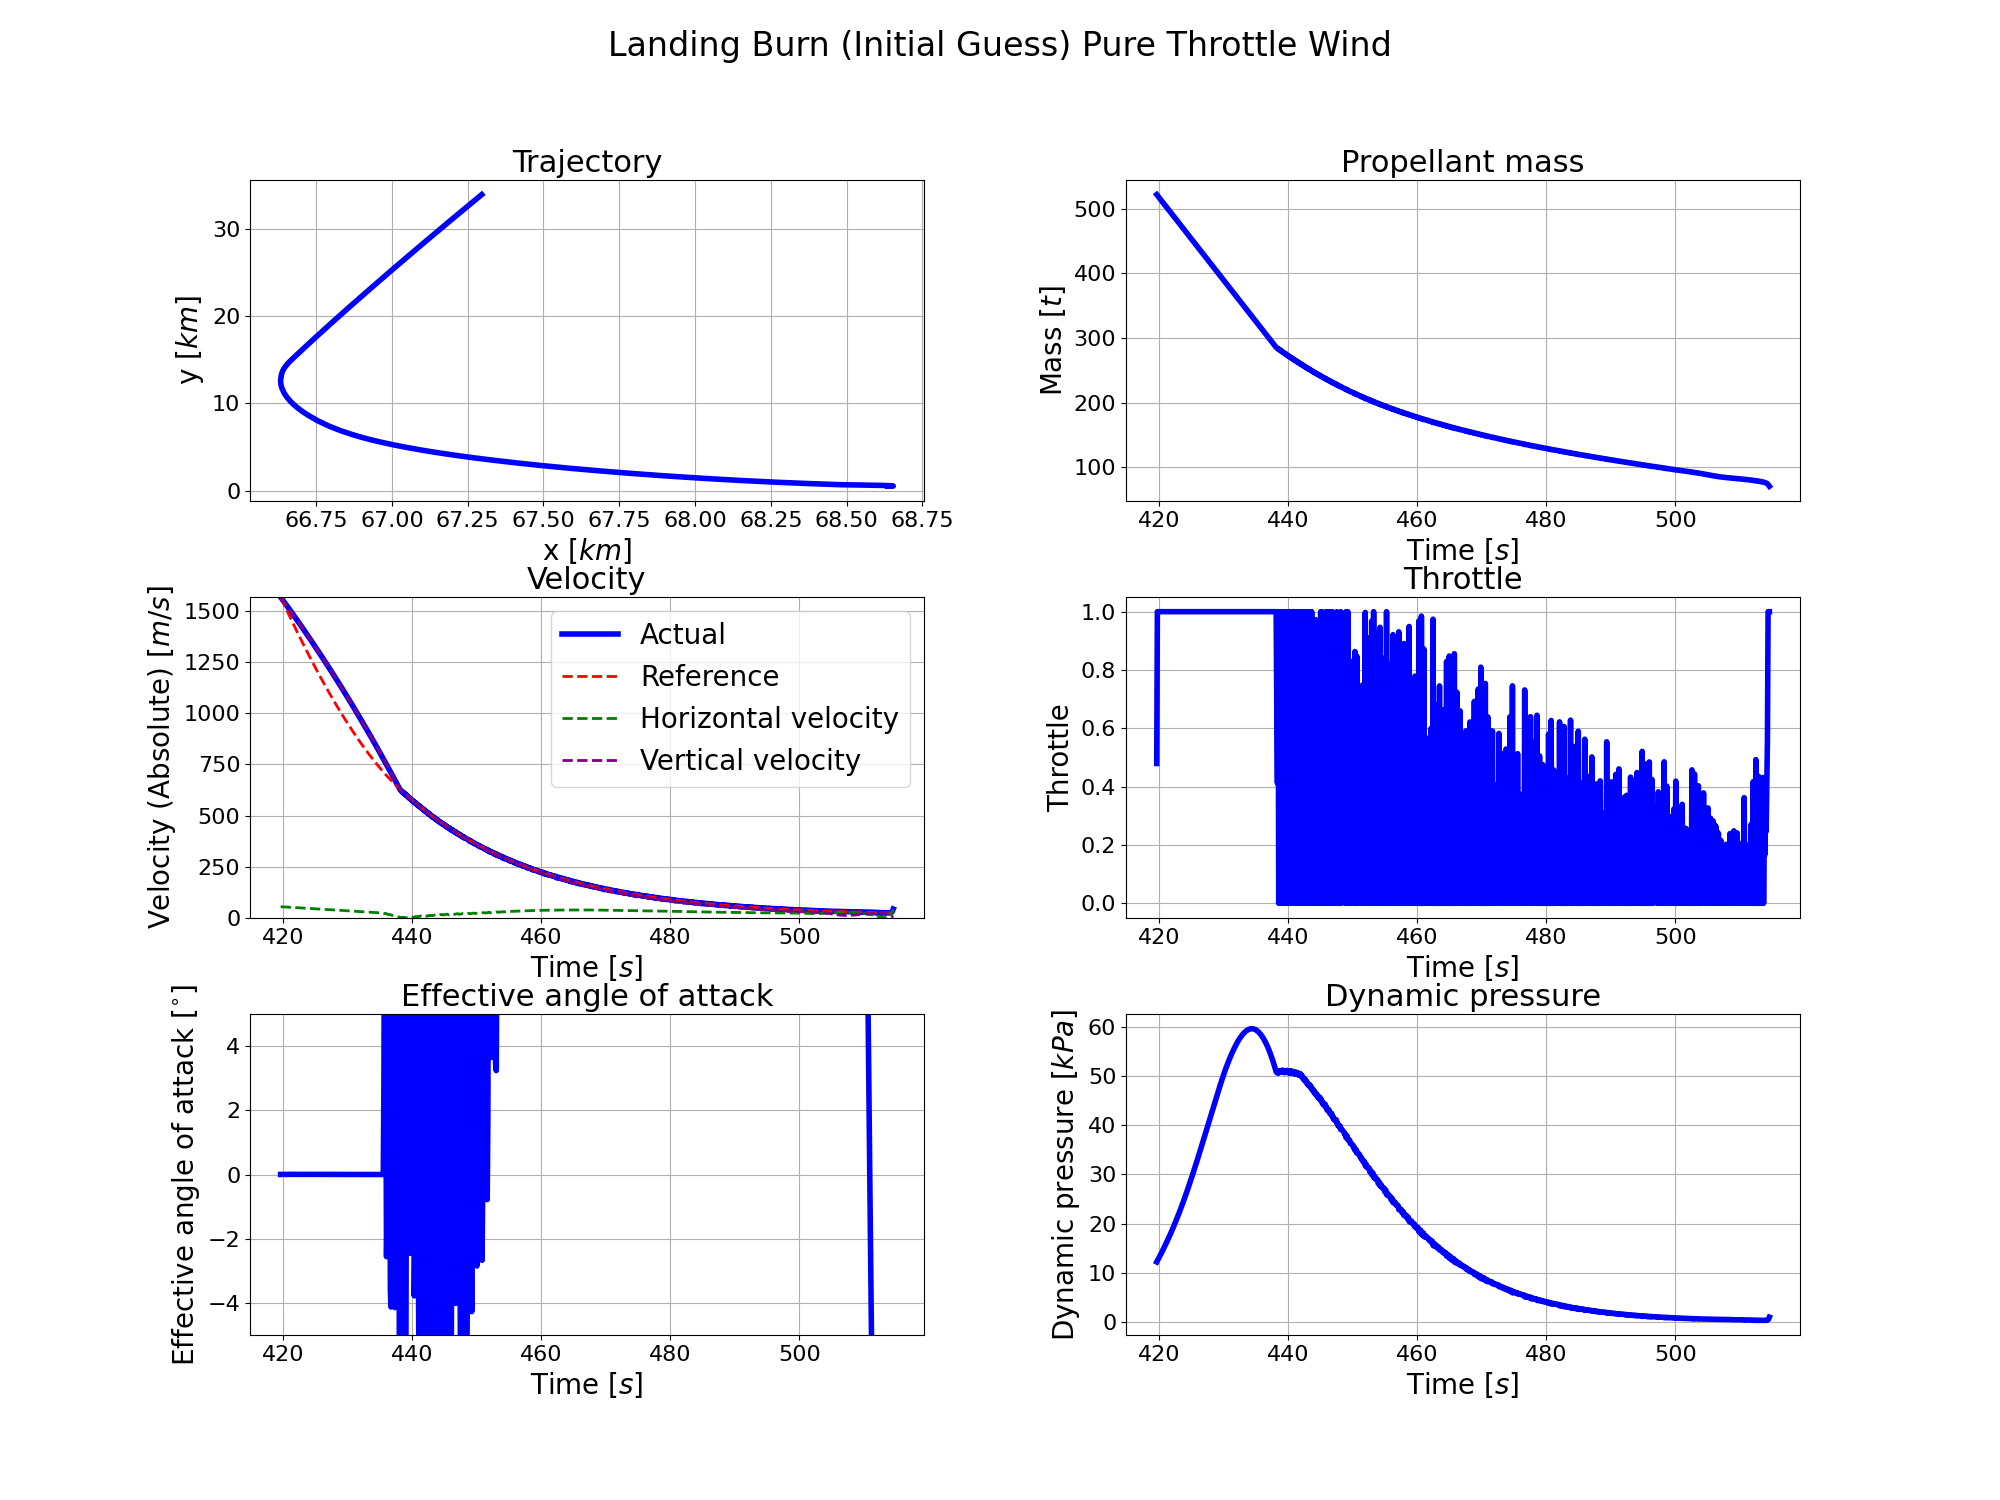 Landing Burn (Initial Guess) Pure Throttle Wind
Trajectory
y [km]
30
20
10
0
66.75 67.00 67.25 67.50 67.75 68.00 68.25 68.50 68.75
x [km]
Propellant mass
Mass [t]
500
400
300
200
100
420 440 460 480 500
Time [s]
Velocity
Velocity (Absolute) [m/s]
1500
1250
1000
750
500
250
0
Actual
Reference
Horizontal velocity
Vertical velocity
420 440 460 480 500
Time [s]
Throttle
Throttle
1.0
0.8
0.6
0.4
0.2
0.0
420 440 460 480 500
Time [s]
Effective angle of attack
Effective angle of attack [°]
4
2
0
−2
−4
420 440 460 480 500
Time [s]
Dynamic pressure
Dynamic pressure [kPa]
60
50
40
30
20
10
0
420 440 460 480 500
Time [s]